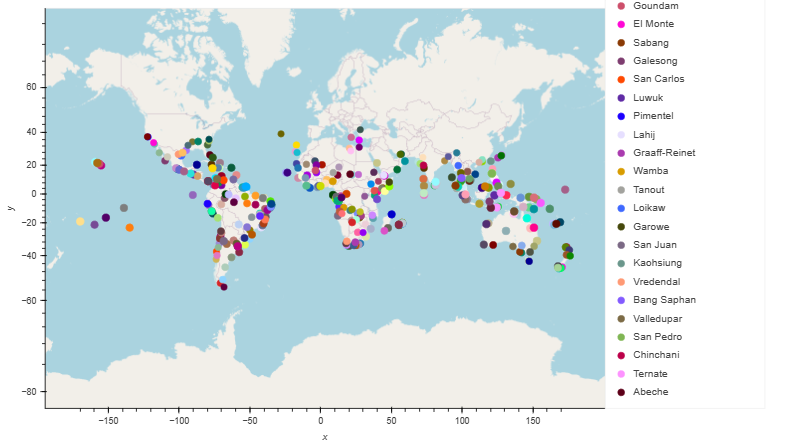 Goundam
El Monte
Sabang
Galesong
San Carlos
Luwuk
Pimentel
Lahij
Graaff-Reinet
Wamba
Tanout
Loikaw
Garowe
San Juan
Kaohsiung
Vredendal
Bang Saphan
Valledupar
San Pedro
Chinchani
Ternate
Abeche
60
40
20
0
−20
−40
−60
−80
y
−150
−100
−50
0
50
100
150
x